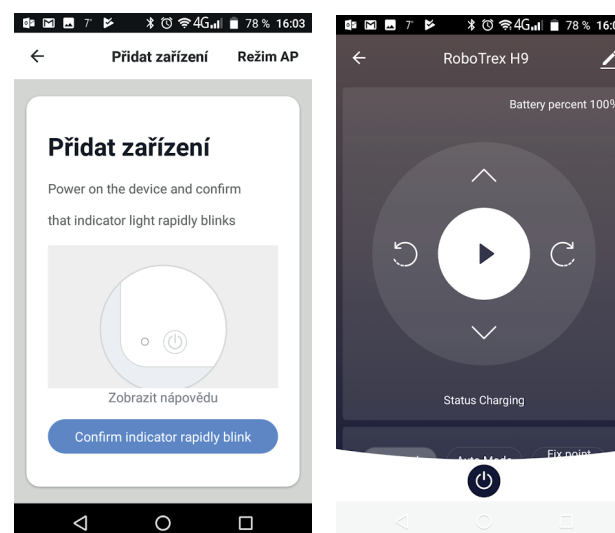 7° 4G 78 % 16:03
Přidat zařízení Režim AP
Přidat zařízení
Power on the device and confirm
that indicator light rapidly blinks
Zobrazit nápovědu
Confirm indicator rapidly blink
7° 4G 78 %
RoboTrex H9
Battery percent 100%
Status Charging
Auto Mode Fix point